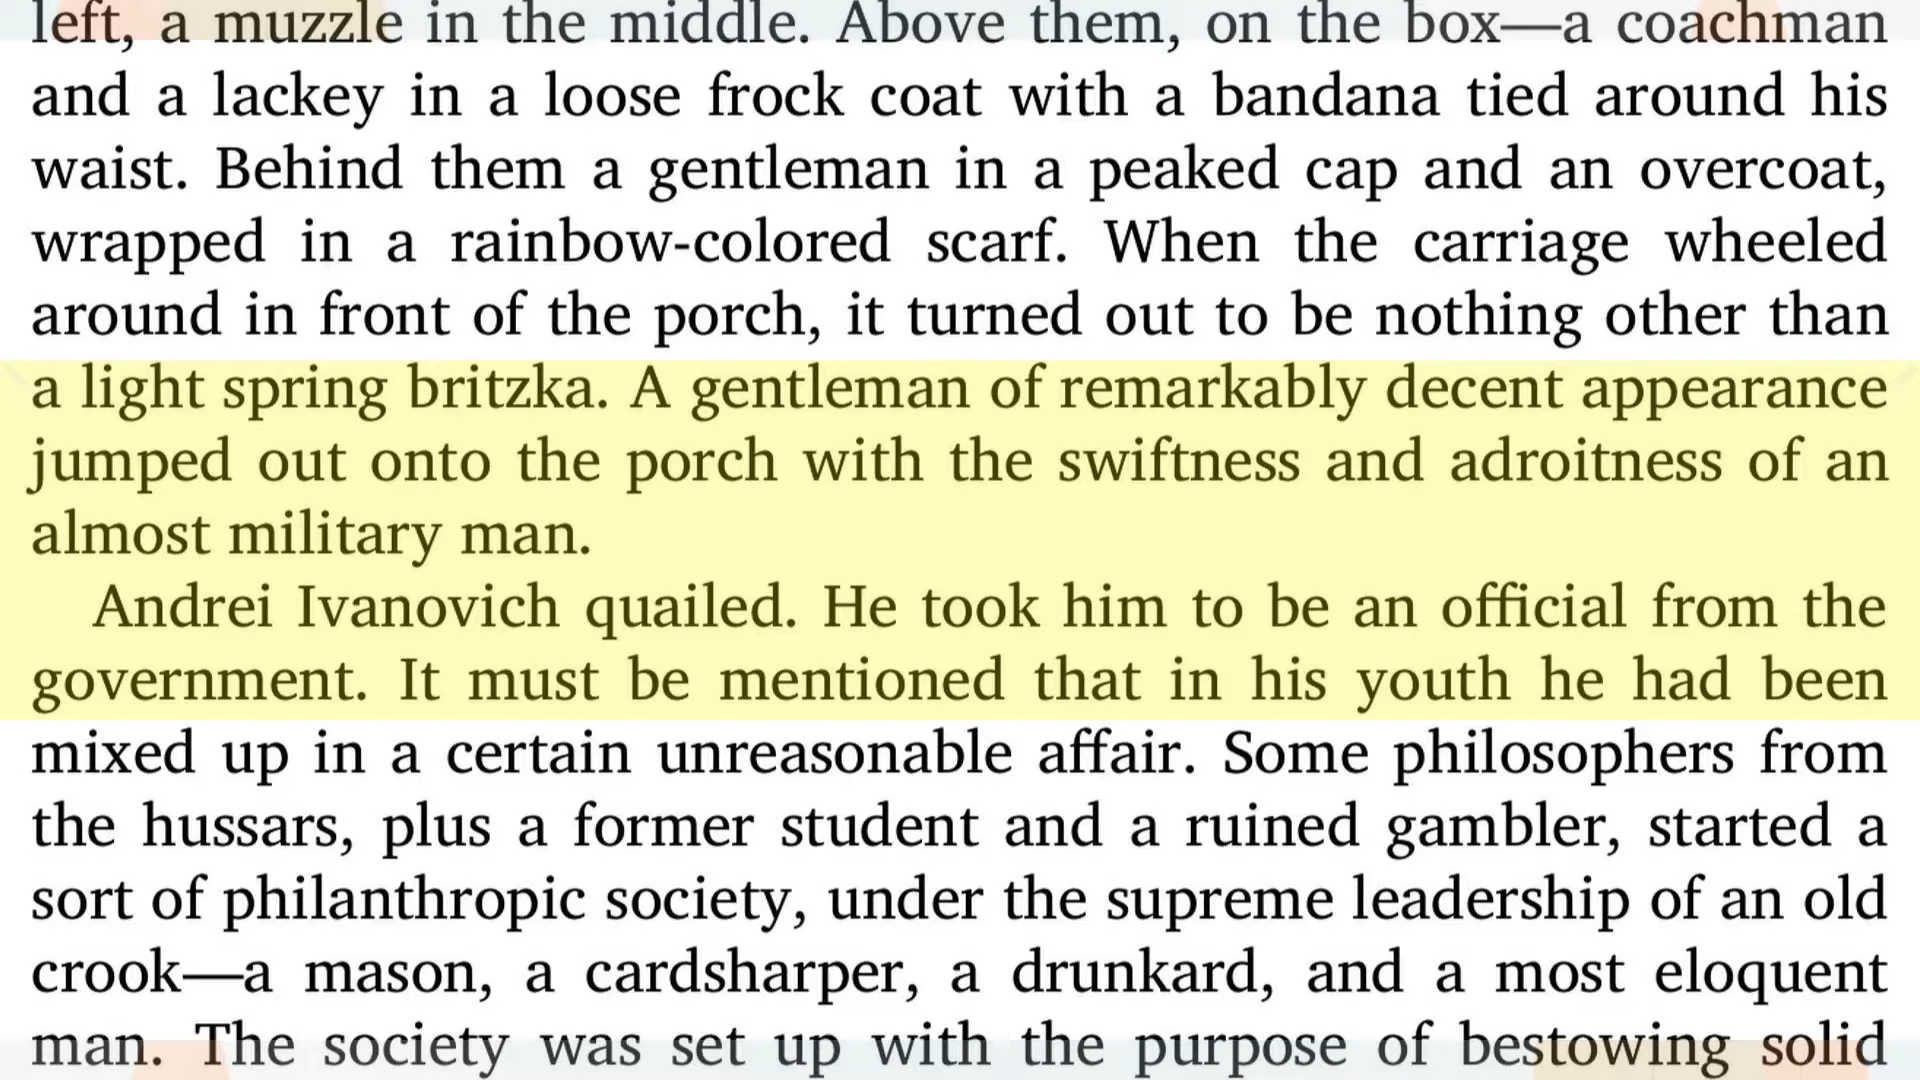 left, a muzzle in the middle. Above them, on the box—a coachman
and a lackey in a loose frock coat with a bandana tied around his
waist. Behind them a gentleman in a peaked cap and an overcoat,
wrapped in a rainbow-colored scarf. When the carriage wheeled
around in front of the porch, it turned out to be nothing other than
a light spring britzka. A gentleman of remarkably decent appearance
jumped out onto the porch with the swiftness and adroitness of an
almost military man.
Andrei Ivanovich quailed. He took him to be an official from the
government. It must be mentioned that in his youth he had been
mixed up in a certain unreasonable affair. Some philosophers from
the hussars, plus a former student and a ruined gambler, started a
sort of philanthropic society, under the supreme leadership of an old
crook—a mason, a cardsharper, a drunkard, and a most eloquent
man. The society was set up with the purpose of bestowing solid